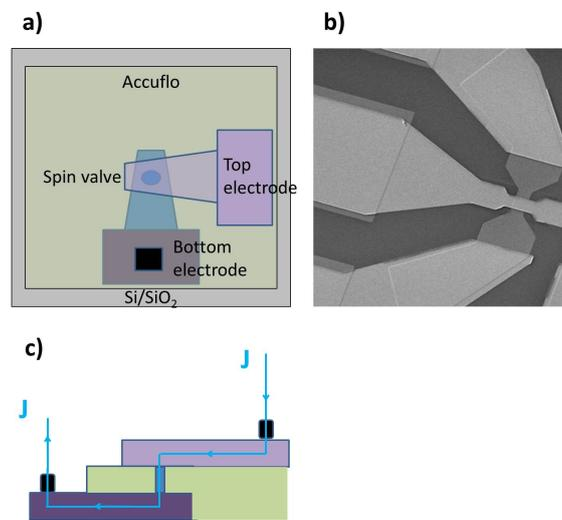 a)
Accuflo
Spin valve
Top
electrode
Bottom
electrode
Si/SiO₂
b)
c)
J
J